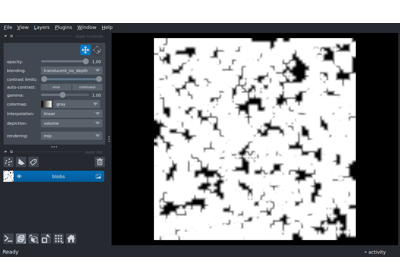 File View Layers Plugins Window Help
opacity: 1.00
blending: translucent_no_depth
contrast limits:
auto-contrast: once continuous
gamma: 1.00
colormap: gray
interpolation: linear
depiction: volume
rendering: mip
blobs
Ready activity